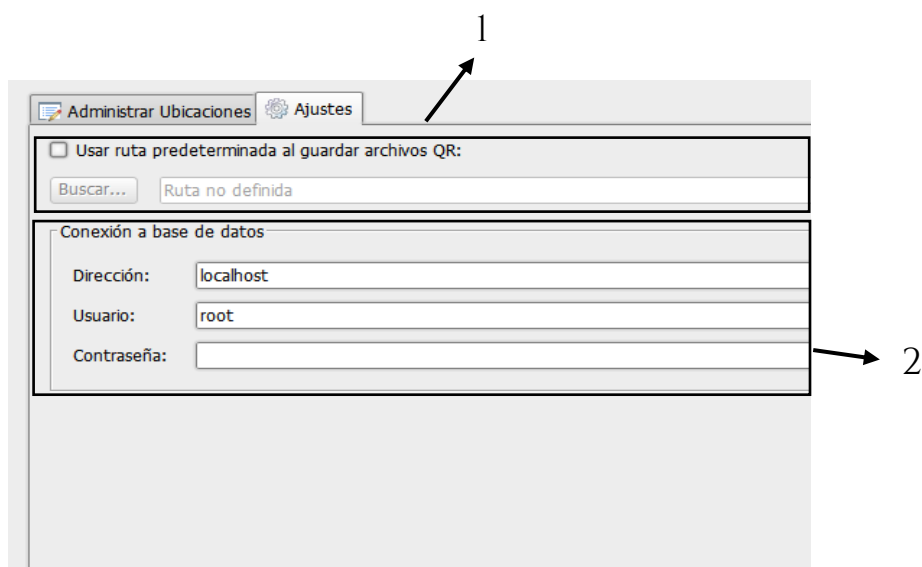 1
Administrar Ubicaciones Ajustes
Usar ruta predeterminada al guardar archivos QR:
Buscar... Ruta no definida
Conexión a base de datos
Dirección: localhost
Usuario: root
Contraseña:
2